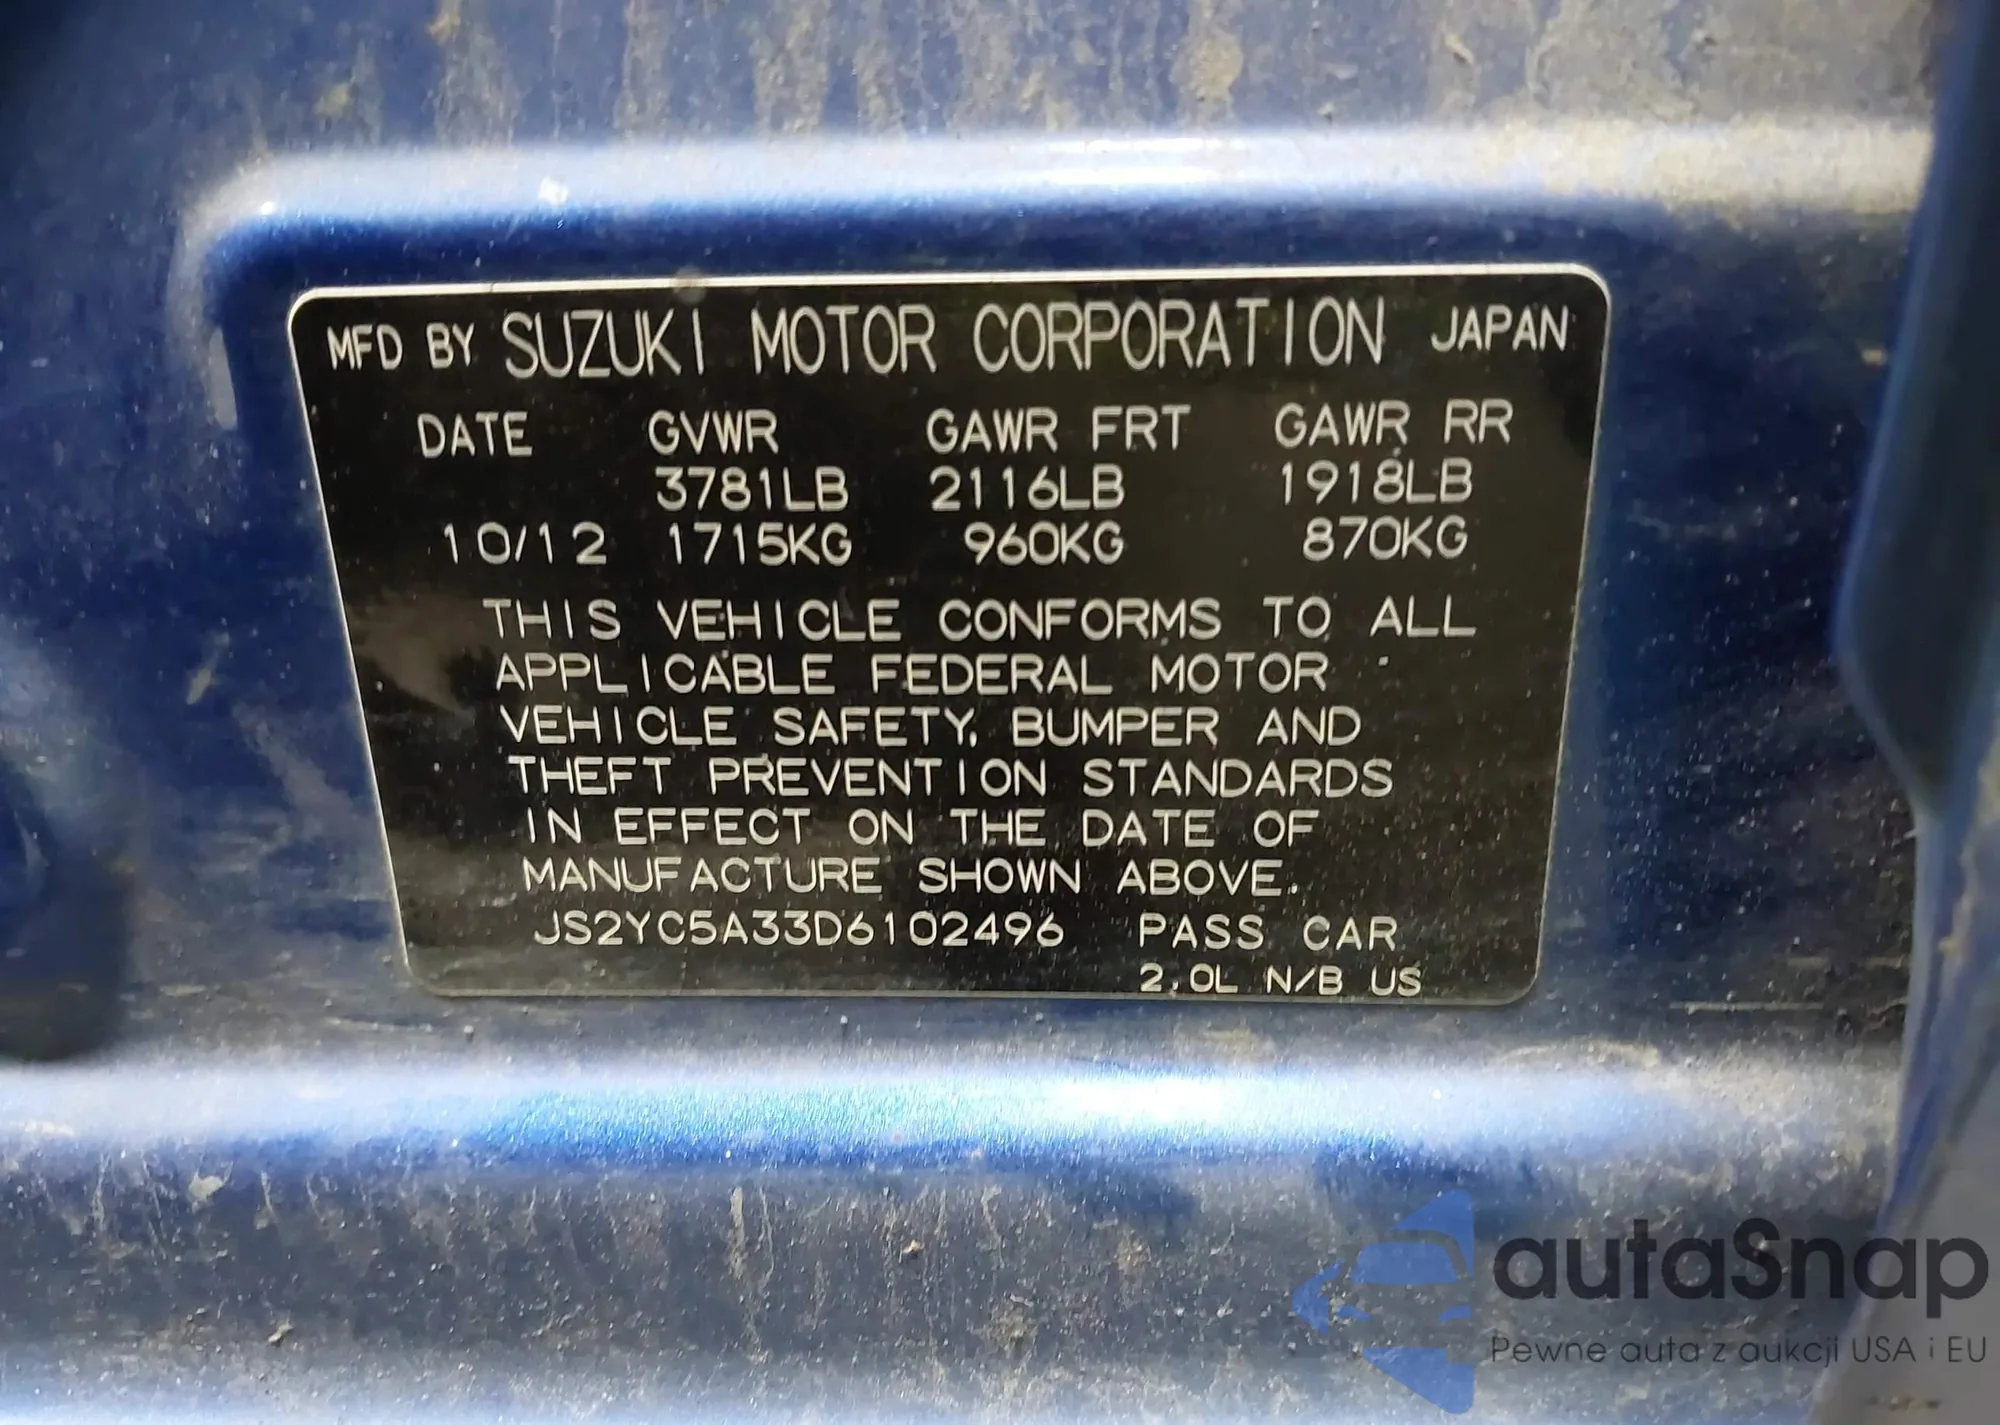 MFD BY SUZUKI MOTOR CORPORATION JAPAN
DATE GVWR GAWR FRT GAWR RR
3781LB 2116LB 1918LB
10/12 1715KG 960KG 870KG
THIS VEHICLE CONFORMS TO ALL
APPLICABLE FEDERAL MOTOR
VEHICLE SAFETY, BUMPER AND
THEFT PREVENTION STANDARDS
IN EFFECT ON THE DATE OF
MANUFACTURE SHOWN ABOVE.
JS2YC5A33D6102496 PASS CAR
2.0L N/B US
autaSnap
Pewne auta z aukcji USA i EU